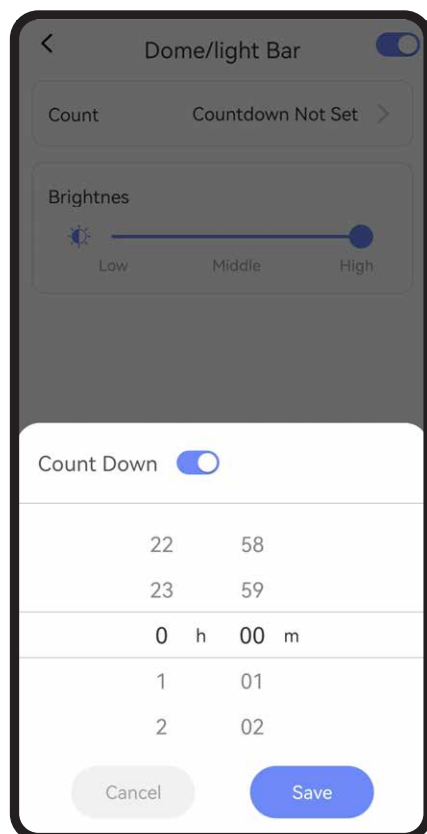 Dome/light Bar
Count Countdown Not Set
Brightnes
Low Middle High
Count Down
22 58
23 59
0 h 00 m
1 01
2 02
Cancel Save